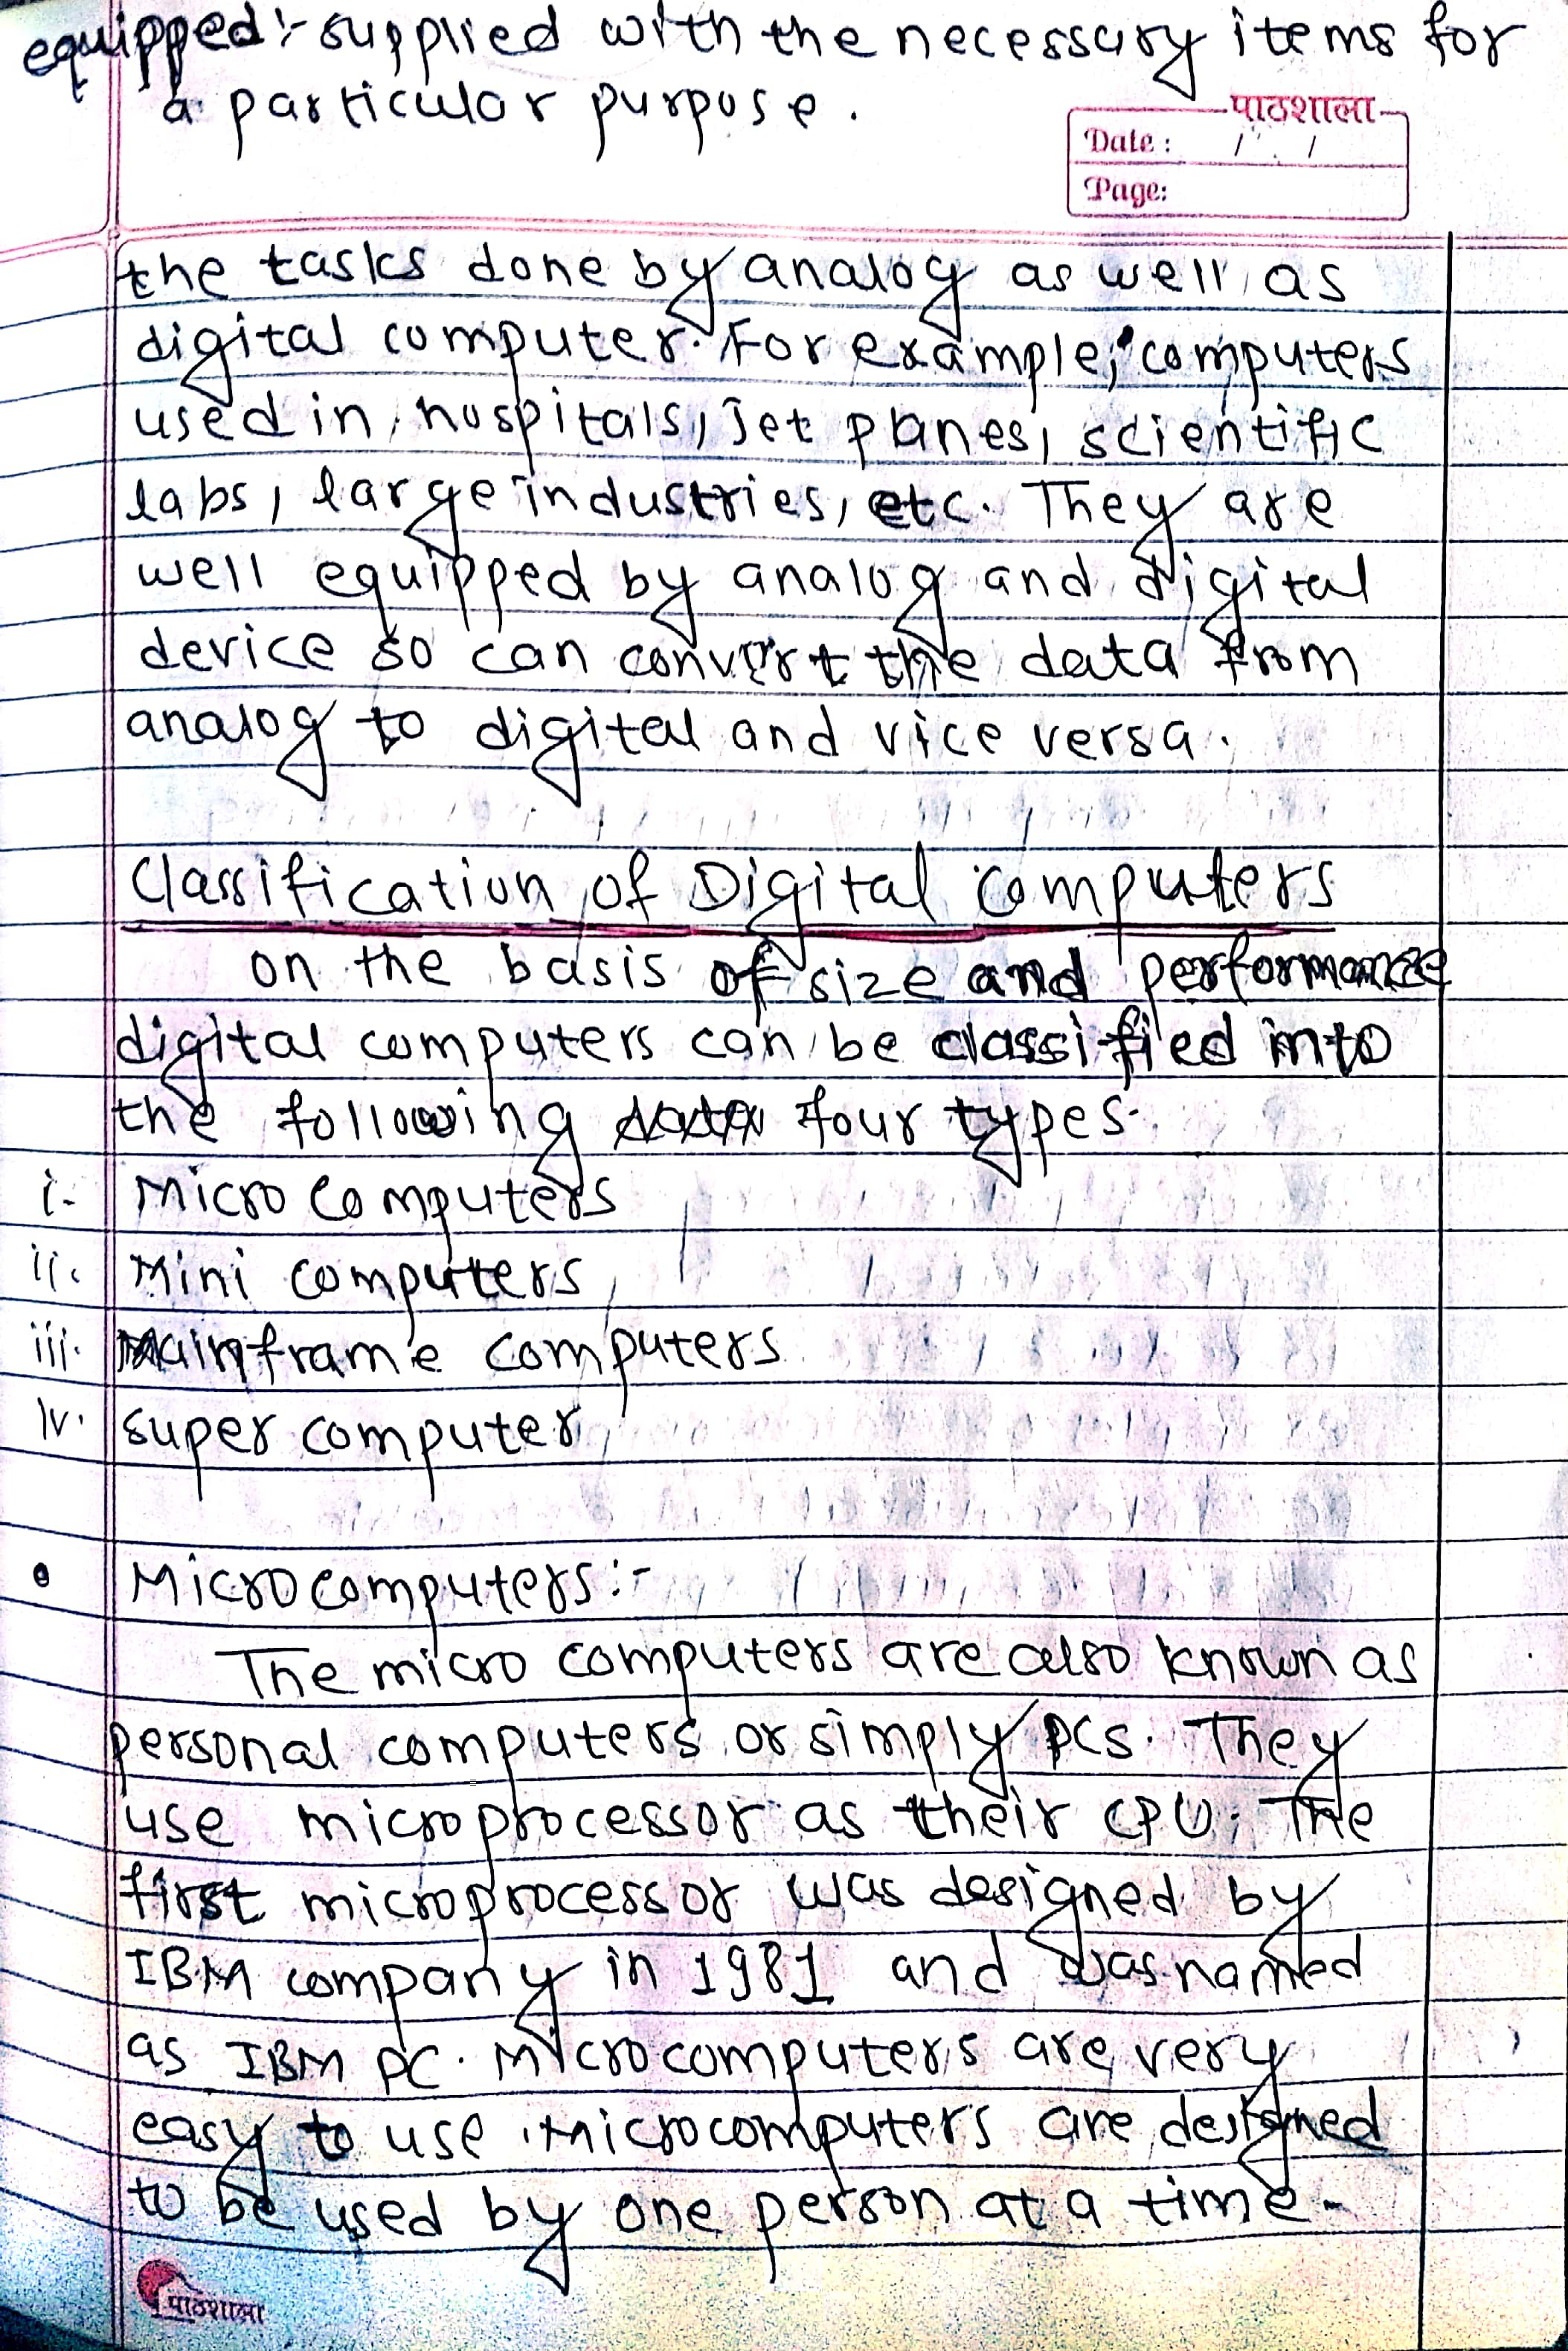 equipped:- supplied with the necessary items for
a particular purpose.
पाठशाला
Date : / /
Page:
the tasks done by analog as well as
digital computer. For example, computers
used in hospitals, Jet planes, scientific
labs, large industries, etc. They are
well equipped by analog and digital
device so can convert the data from
analog to digital and vice versa.
Classification of Digital Computers
on the basis of size and performance
digital computers can be classified into
the following four types.
i. Micro Computers
ii. Mini computers
iii. Mainframe computers
iv. super computer
• Microcomputers:-
The micro computers are also known as
personal computers or simply PCs. They
use microprocessor as their CPU. The
first microprocessor was designed by
IBM company in 1981 and was named
as IBM PC. Microcomputers are very
easy to use. Microcomputers are designed
to be used by one person at a time.
पाठशाला